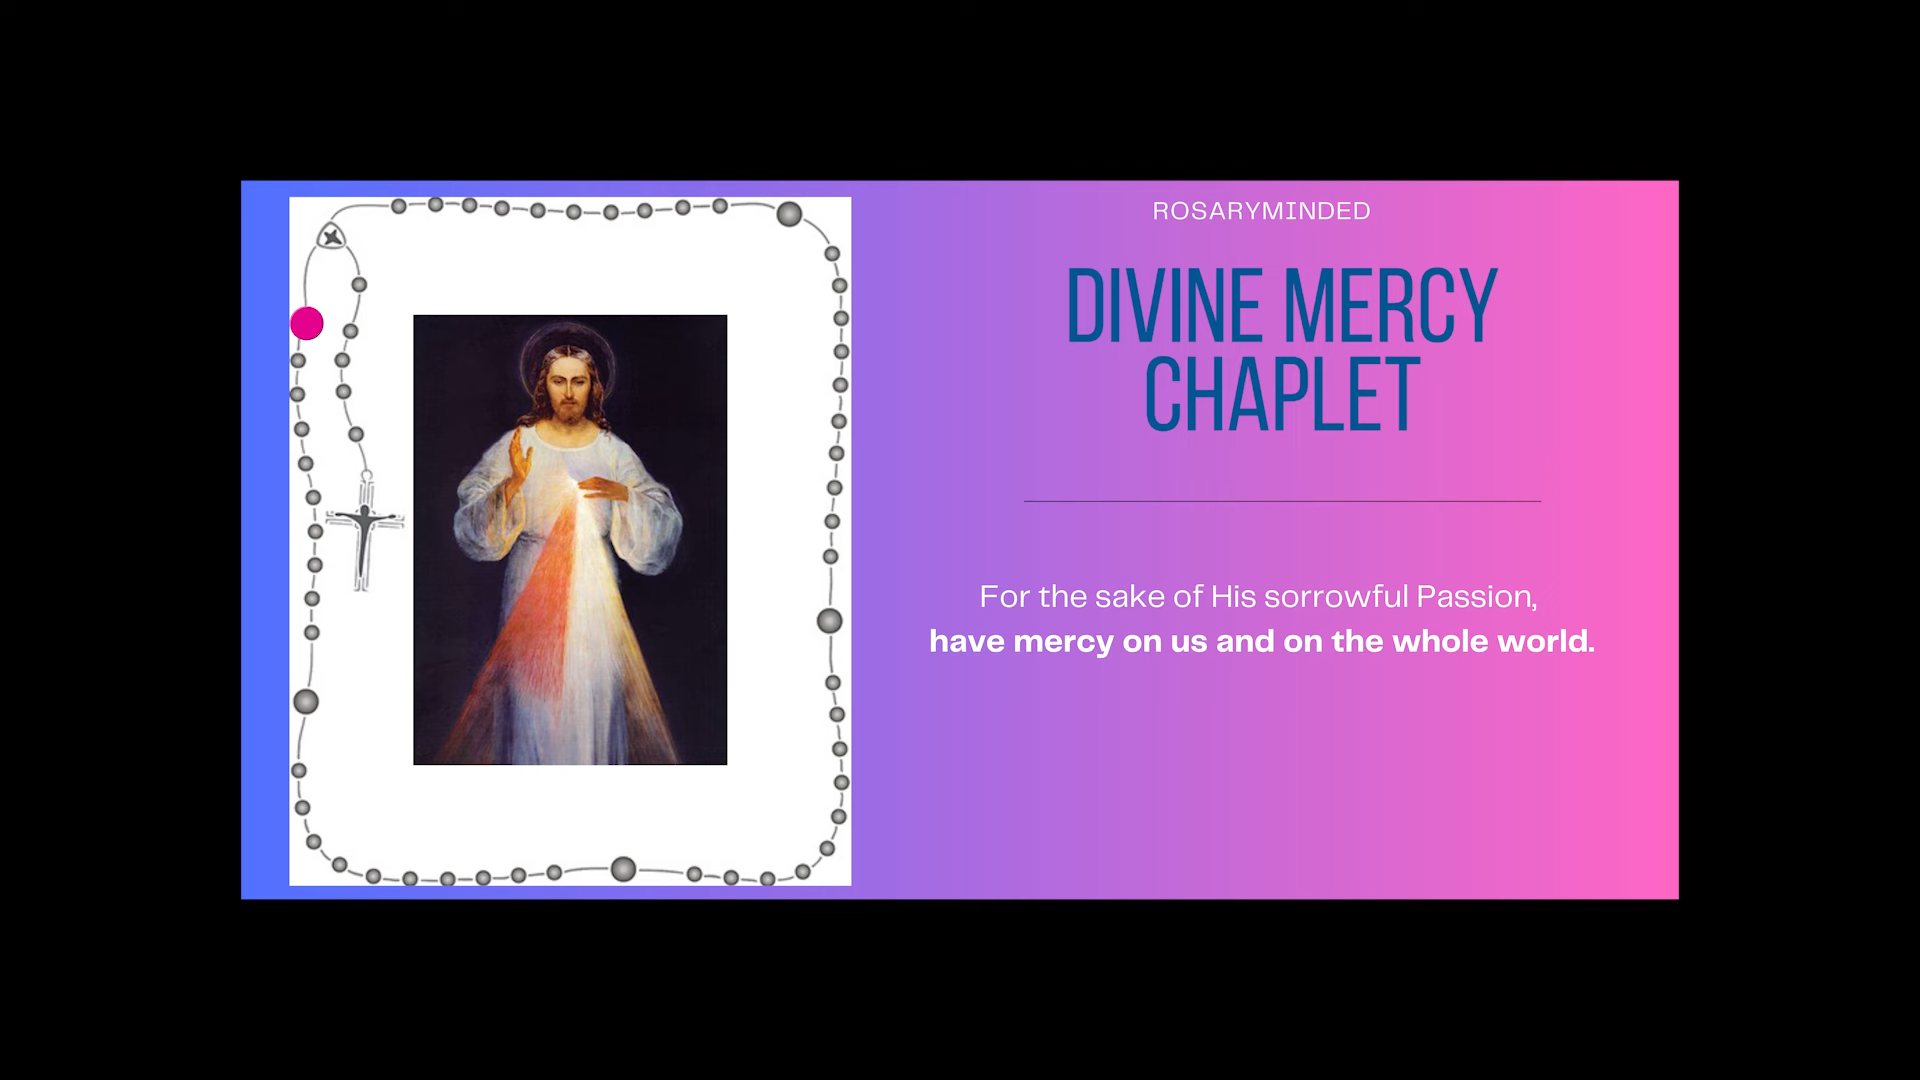 ROSARYMINDED
DIVINE MERCY
CHAPLET
For the sake of His sorrowful Passion,
have mercy on us and on the whole world.